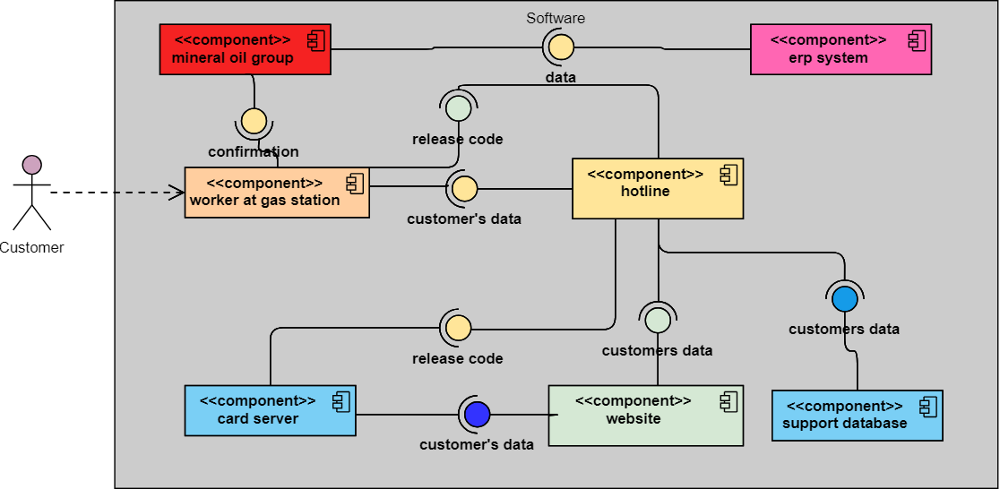 Software
<<component>>
mineral oil group
<<component>>
erp system
data
release code
confirmation
<<component>>
worker at gas station
<<component>>
hotline
customer's data
Customer
customers data
customers data
release code
<<component>>
card server
<<component>>
website
<<component>>
support database
customer's data